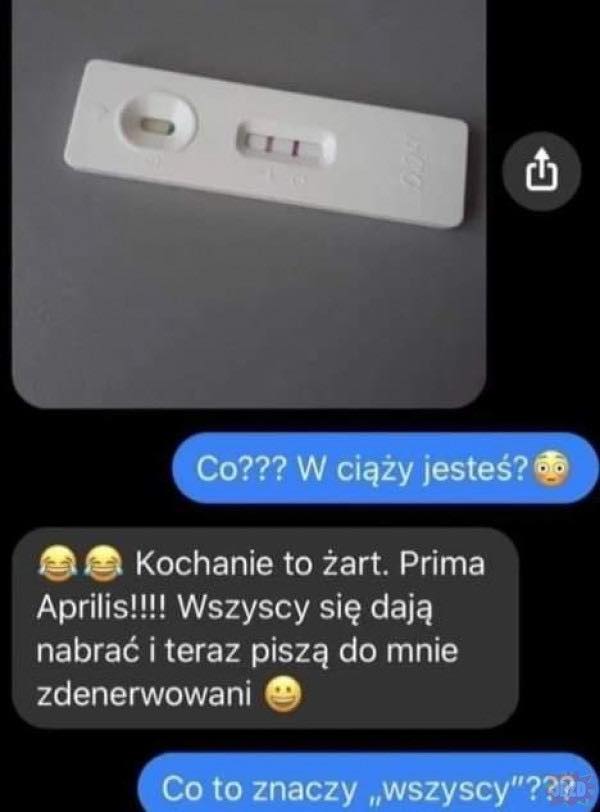 Co??? W ciąży jesteś?😳
😂😂 Kochanie to żart. Prima
Aprilis!!!! Wszyscy się dają
nabrać i teraz piszą do mnie
zdenerwowani 😀
Co to znaczy „wszyscy"???